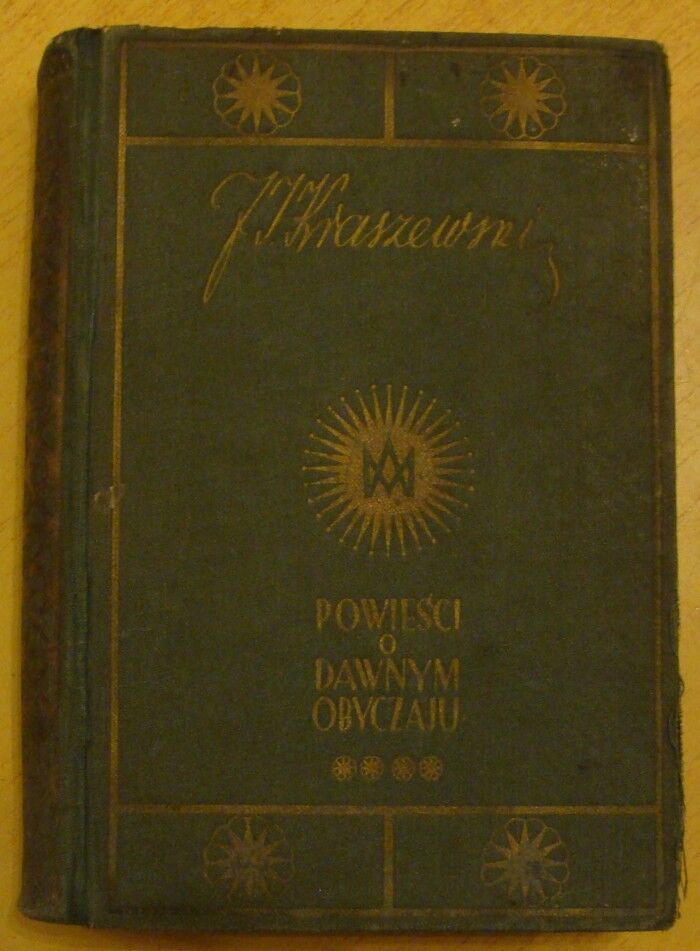 J I Kraszewski
POWIEŚCI
O
DAWNYM
OBYCZAJU